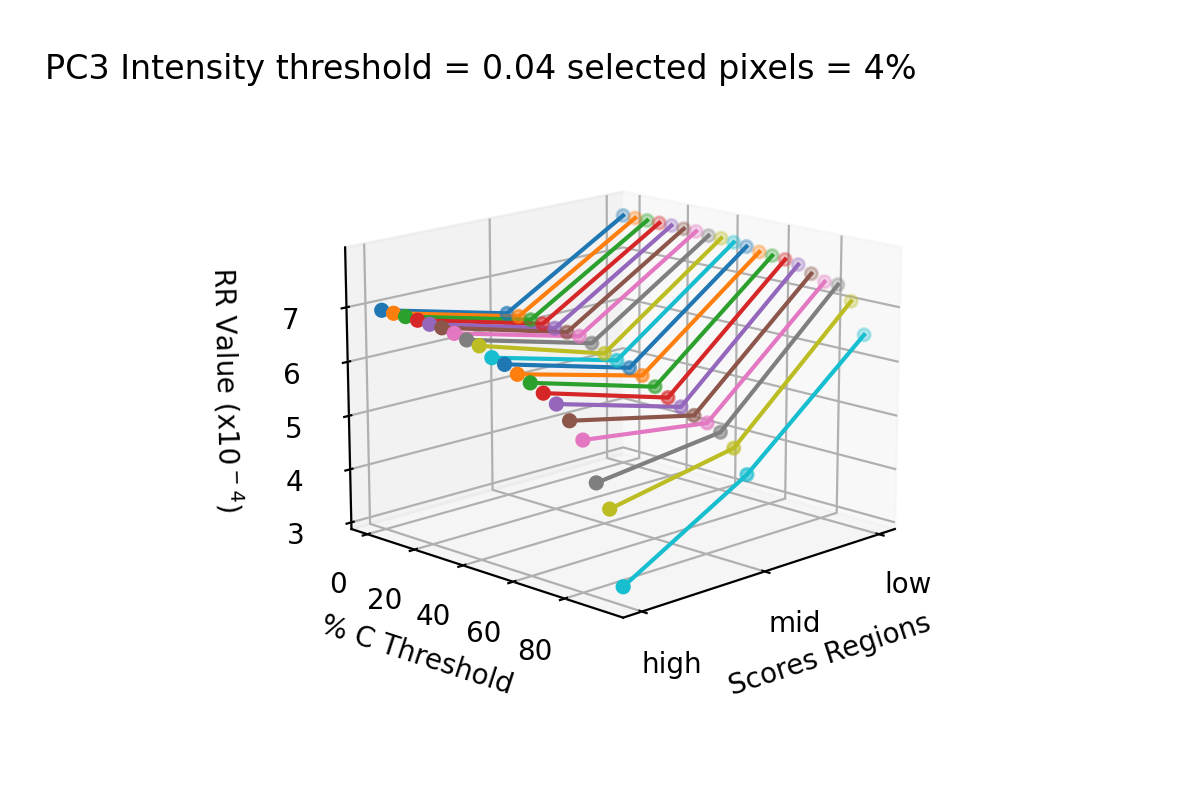 PC3 Intensity threshold = 0.04 selected pixels = 4%
RR Value (x10⁻⁴)
7
6
5
4
3
0
20
40
60
80
% C Threshold
high
mid
low
Scores Regions